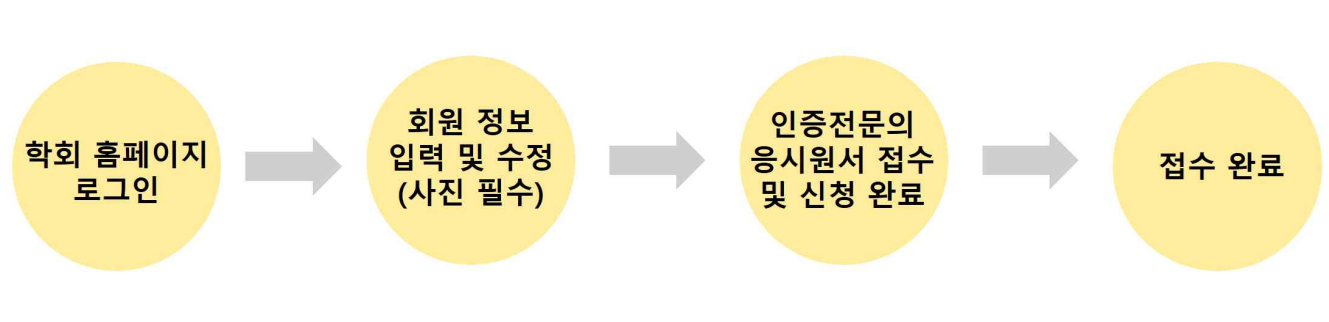 학회 홈페이지
로그인
회원 정보
입력 및 수정
(사진 필수)
인증전문의
응시원서 접수
및 신청 완료
접수 완료